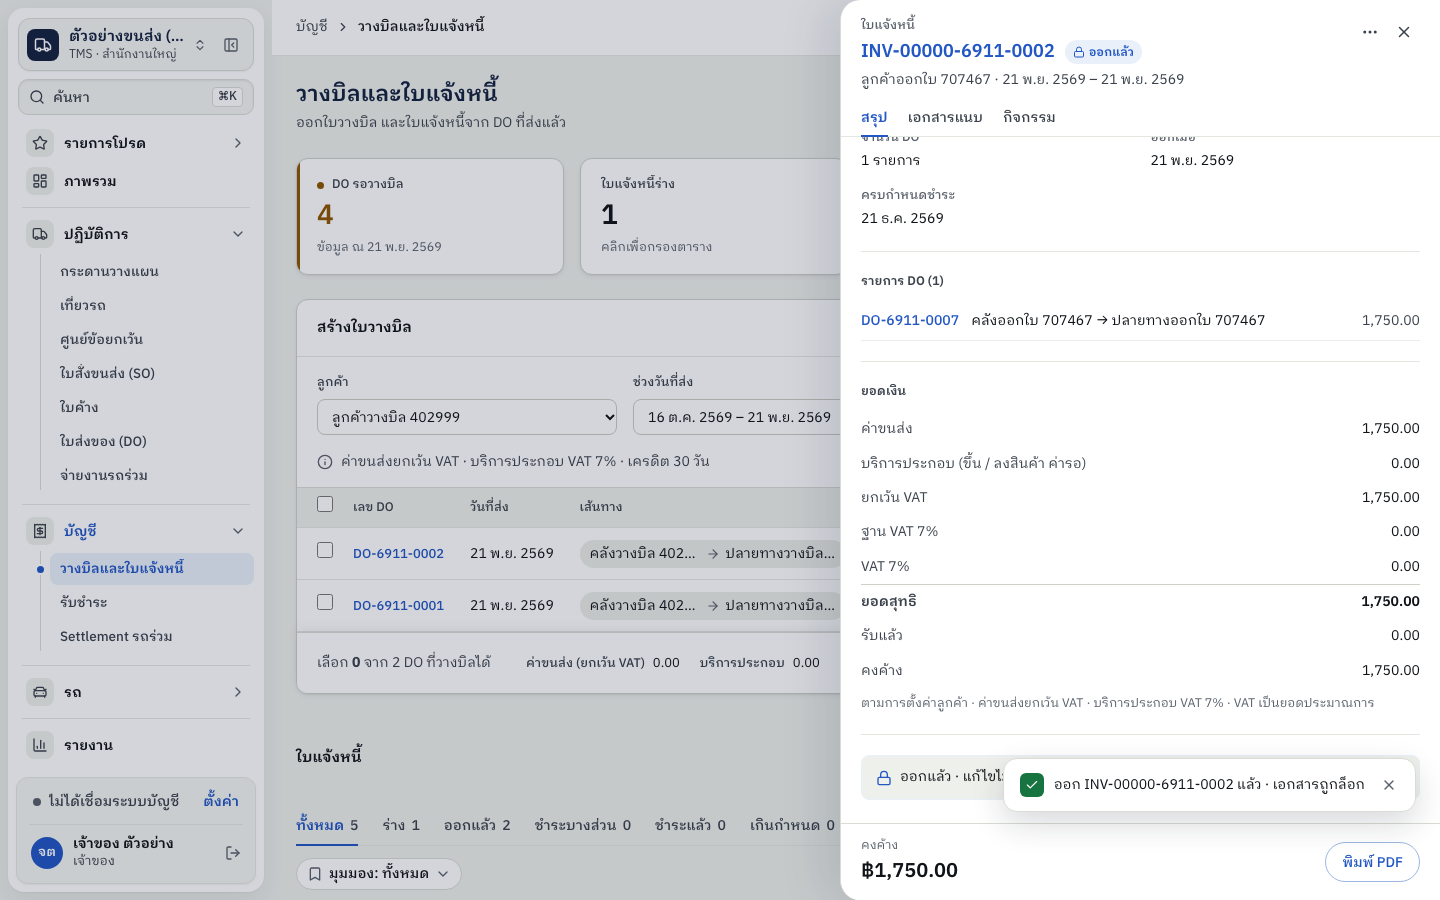 ตัวอย่างขนส่ง (...
TMS · สำนักงานใหญ่
ค้นหา
⌘K
รายการโปรด
ภาพรวม
ปฏิบัติการ
กระดานวางแผน
เที่ยวรถ
ศูนย์ข้อยกเว้น
ใบสั่งขนส่ง (SO)
ใบค้าง
ใบส่งของ (DO)
จ่ายงานรถร่วม
บัญชี
วางบิลและใบแจ้งหนี้
รับชำระ
Settlement รถร่วม
รถ
รายงาน
ไม่ได้เชื่อมระบบบัญชี ตั้งค่า
จต
เจ้าของ ตัวอย่าง
เจ้าของ
บัญชี > วางบิลและใบแจ้งหนี้
วางบิลและใบแจ้งหนี้
ออกใบวางบิล และใบแจ้งหนี้จาก DO ที่ส่งแล้ว
DO รอวางบิล
4
ข้อมูล ณ 21 พ.ย. 2569
ใบแจ้งหนี้ร่าง
1
คลิกเพื่อกรองตาราง
สร้างใบวางบิล
ลูกค้า
ช่วงวันที่ส่ง
ลูกค้าวางบิล 402999
16 ต.ค. 2569 – 21 พ.ย. 2569
ค่าขนส่งยกเว้น VAT · บริการประกอบ VAT 7% · เครดิต 30 วัน
เลข DO วันที่ส่ง เส้นทาง
DO-6911-0002 21 พ.ย. 2569 คลังวางบิล 402... → ปลายทางวางบิล...
DO-6911-0001 21 พ.ย. 2569 คลังวางบิล 402... → ปลายทางวางบิล...
เลือก 0 จาก 2 DO ที่วางบิลได้ ค่าขนส่ง (ยกเว้น VAT) 0.00 บริการประกอบ 0.00
ใบแจ้งหนี้
ทั้งหมด 5 ร่าง 1 ออกแล้ว 2 ชำระบางส่วน 0 ชำระแล้ว 0 เกินกำหนด 0
มุมมอง: ทั้งหมด
ใบแจ้งหนี้
INV-00000-6911-0002 ออกแล้ว
ลูกค้าออกใบ 707467 · 21 พ.ย. 2569 – 21 พ.ย. 2569
สรุป เอกสารแนบ กิจกรรม
จำนวน DO ออกเมื่อ
1 รายการ 21 พ.ย. 2569
ครบกำหนดชำระ
21 ธ.ค. 2569
รายการ DO (1)
DO-6911-0007 คลังออกใบ 707467 → ปลายทางออกใบ 707467 1,750.00
ยอดเงิน
ค่าขนส่ง 1,750.00
บริการประกอบ (ขึ้น / ลงสินค้า ค่ารอ) 0.00
ยกเว้น VAT 1,750.00
ฐาน VAT 7% 0.00
VAT 7% 0.00
ยอดสุทธิ 1,750.00
รับแล้ว 0.00
คงค้าง 1,750.00
ตามการตั้งค่าลูกค้า · ค่าขนส่งยกเว้น VAT · บริการประกอบ VAT 7% · VAT เป็นยอดประมาณการ
ออกแล้ว · แก้ไข
ออก INV-00000-6911-0002 แล้ว · เอกสารถูกล็อก
คงค้าง
฿1,750.00
พิมพ์ PDF